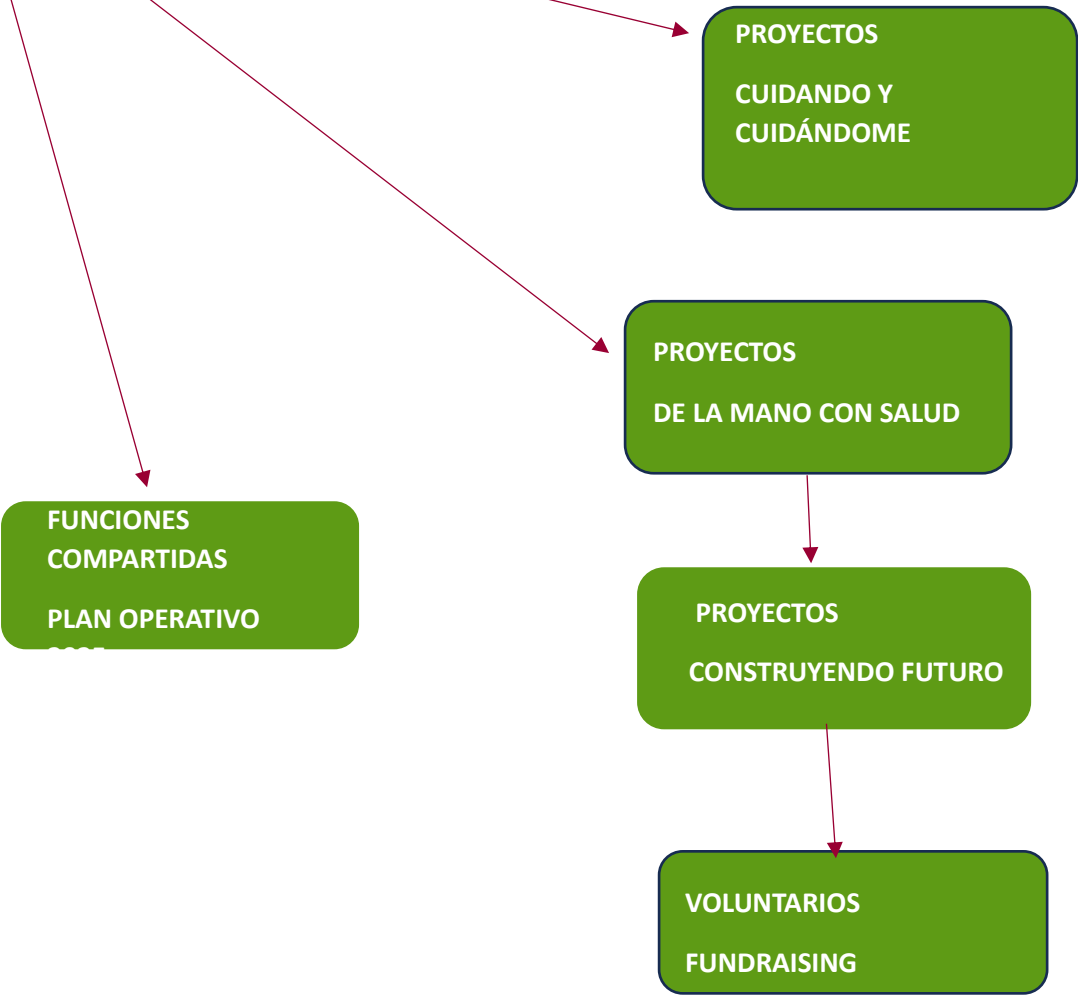 PROYECTOS
CUIDANDO Y
CUIDÁNDOME
PROYECTOS
DE LA MANO CON SALUD
FUNCIONES
COMPARTIDAS
PLAN OPERATIVO
PROYECTOS
CONSTRUYENDO FUTURO
VOLUNTARIOS
FUNDRAISING